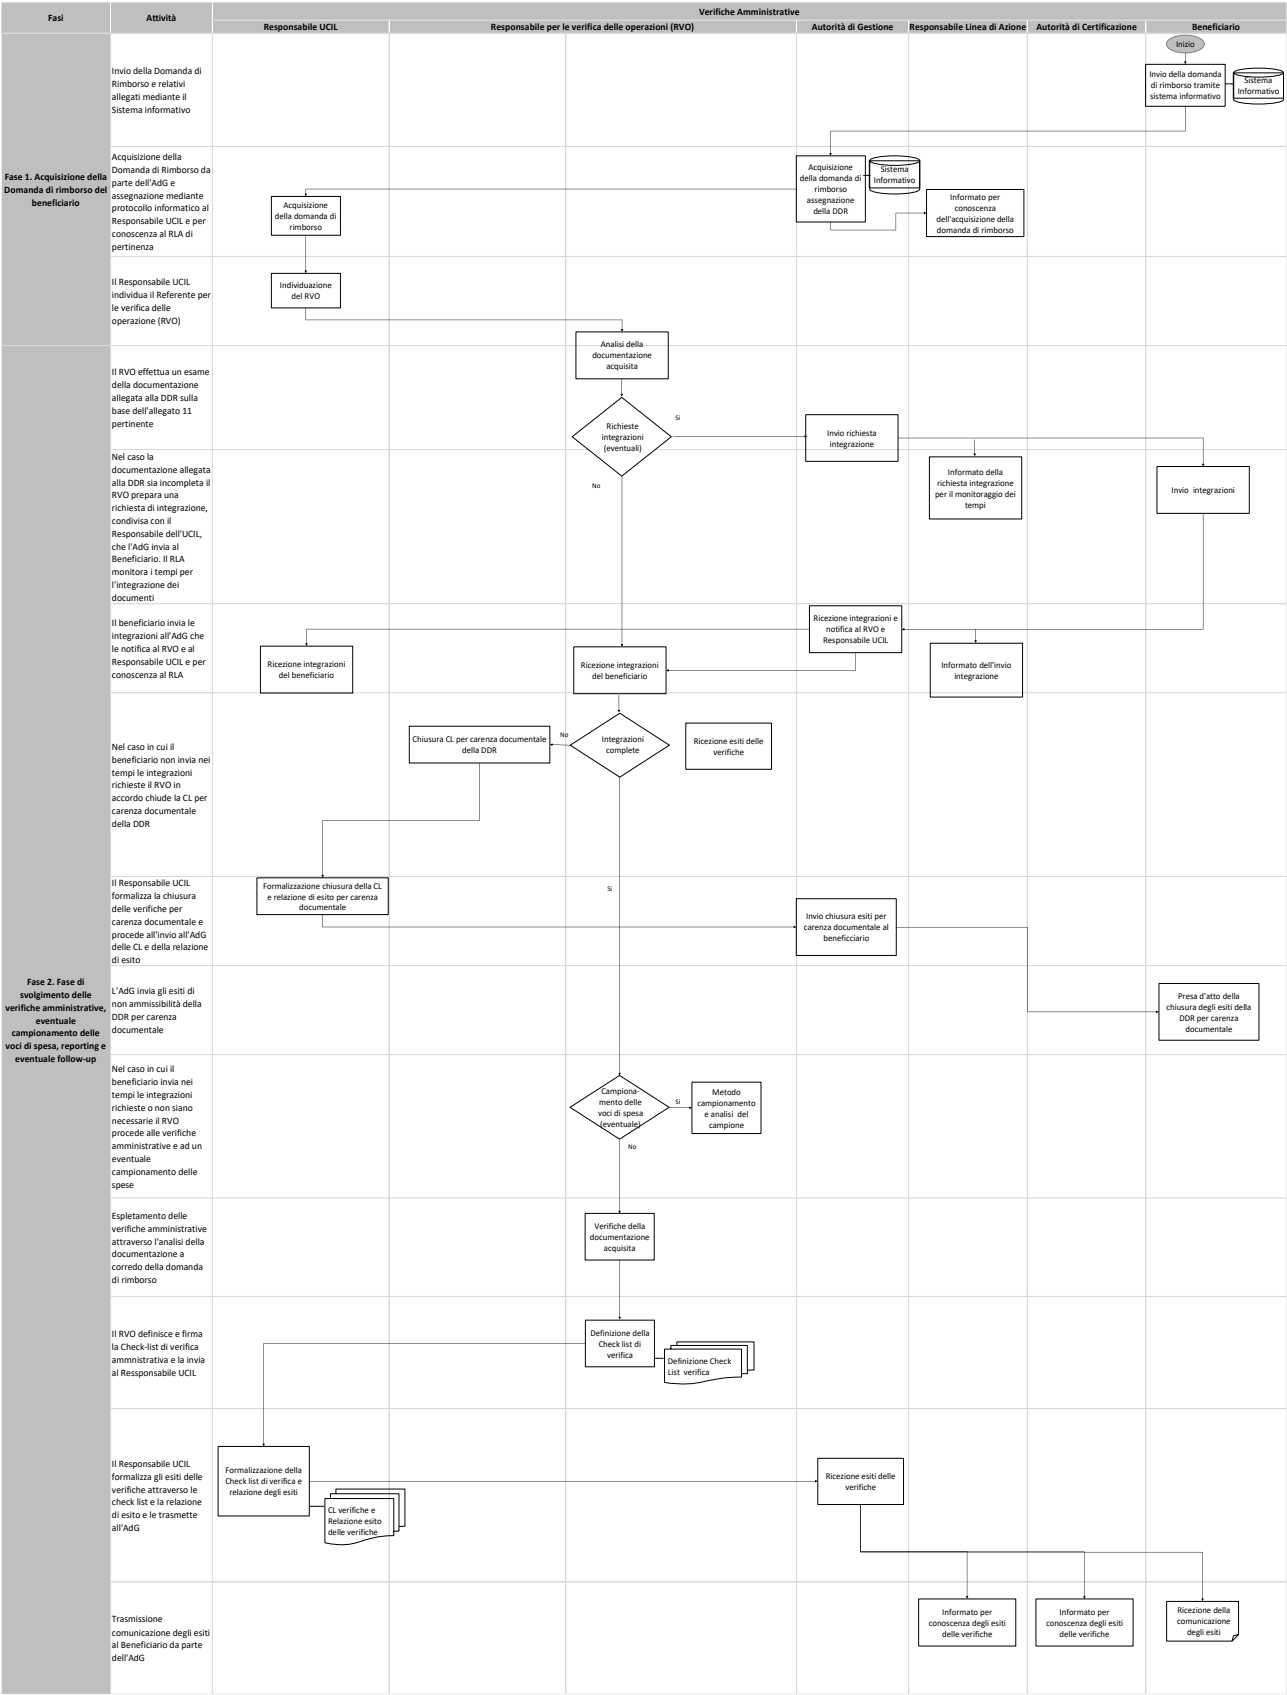 Fasi
Attività
Verifiche Amministrative
Responsabile UCIL
Responsabile per le verifica delle operazioni (RVO)
Autorità di Gestione
Responsabile Linea di Azione
Autorità di Certificazione
Beneficiario
Fase 1. Acquisizione della
Domanda di rimborso del
beneficiario
Invio della Domanda di
Rimborso e relativi
allegati mediante il
Sistema informativo
Inizio
Invio della domanda
di rimborso tramite
sistema informativo
Sistema
Informativo
Acquisizione della
Domanda di Rimborso da
parte dell'AdG e
assegnazione mediante
protocollo informatico al
Responsabile UCIL e per
conoscenza al RLA di
pertinenza
Acquisizione
della domanda di
rimborso
Acquisizione
della domanda di
rimborso
assegnazione
della DDR
Sistema
Informativo
Informato per
conoscenza
dell'acquisizione della
domanda di rimborso
Il Responsabile UCIL
individua il Referente per
le verifica delle
operazione (RVO)
Individuazione
del RVO
Analisi della
documentazione
acquisita
Fase 2. Fase di
svolgimento delle
verifiche amministrative,
eventuale
campionamento delle
voci di spesa, reporting e
eventuale follow-up
Il RVO effettua un esame
della documentazione
allegata alla DDR sulla
base dell'allegato 11
pertinente
Richieste
integrazioni
(eventuali)
Si
No
Invio richiesta
integrazione
Nel caso la
documentazione allegata
alla DDR sia incompleta il
RVO prepara una
richiesta di integrazione,
condivisa con il
Responsabile dell'UCIL,
che l'AdG invia al
Beneficiario. Il RLA
monitora i tempi per
l'integrazione dei
documenti
Informato della
richiesta integrazione
per il monitoraggio dei
tempi
Invio integrazioni
Il beneficiario invia le
integrazioni all'AdG che
le notifica al RVO e al
Responsabile UCIL e per
conoscenza al RLA
Ricezione integrazioni
del beneficiario
Ricezione integrazioni
del beneficiario
Ricezione integrazioni e
notifica al RVO e
Responsabile UCIL
Informato dell'invio
integrazione
Nel caso in cui il
beneficiario non invia nei
tempi le integrazioni
richieste il RVO in
accordo chiude la CL per
carenza documentale
della DDR
Chiusura CL per carenza documentale
della DDR
No
Integrazioni
complete
Ricezione esiti delle
verifiche
Il Responsabile UCIL
formalizza la chiusura
delle verifiche per
carenza documentale e
procede all'invio all'AdG
delle CL e della relazione
di esito
Formalizzazione chiusura della CL
e relazione di esito per carenza
documentale
Si
Invio chiusura esiti per
carenza documentale al
beneficciario
L'AdG invia gli esiti di
non ammissibilità della
DDR per carenza
documentale
Presa d'atto della
chiusura degli esiti della
DDR per carenza
documentale
Nel caso in cui il
beneficiario invia nei
tempi le integrazioni
richieste o non siano
necessarie il RVO
procede alle verifiche
amministrative e ad un
eventuale
campionamento delle
spese
Campiona-
mento delle
voci di spesa
(eventuale)
Si
No
Metodo
campionamento
e analisi del
campione
Espletamento delle
verifiche amministrative
attraverso l'analisi della
documentazione a
corredo della domanda
di rimborso
Verifiche della
documentazione
acquisita
Il RVO definisce e firma
la Check-list di verifica
ammnistrativa e la invia
al Ressponsabile UCIL
Definizione della
Check list di
verifica
Definizione Check
List verifica
Il Responsabile UCIL
formalizza gli esiti delle
verifiche attraverso le
check list e la relazione
di esito e le trasmette
all'AdG
Formalizzazione della
Check list di verifica e
relazione degli esiti
CL verifiche e
Relazione esito
delle verifiche
Ricezione esiti delle
verifiche
Trasmissione
comunicazione degli esiti
al Beneficiario da parte
dell'AdG
Informato per
conoscenza degli esiti
delle verifiche
Informato per
conoscenza degli esiti
delle verifiche
Ricezione della
comunicazione
degli esiti